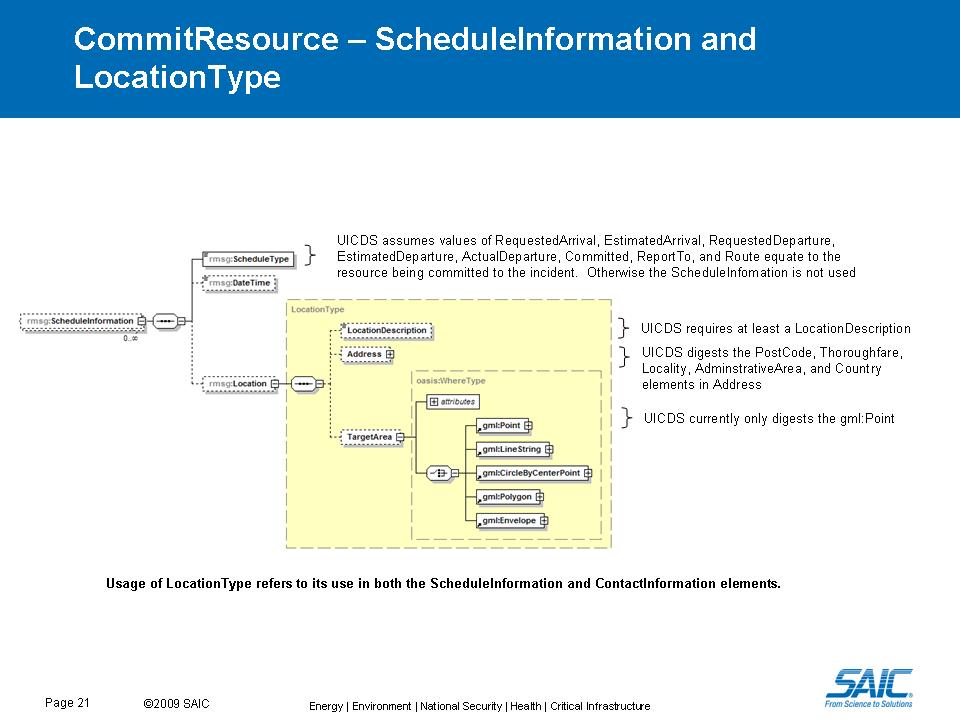 CommitResource – ScheduleInformation and
LocationType
UICDS assumes values of RequestedArrival, EstimatedArrival, RequestedDeparture,
EstimatedDeparture, ActualDeparture, Committed, ReportTo, and Route equate to the
resource being committed to the incident.  Otherwise the ScheduleInfomation is not used
rmsg:ScheduleType
rmsg:DateTime
LocationType
rmsg:ScheduleInformation
0..∞
LocationDescription
UICDS requires at least a LocationDescription
Address
UICDS digests the PostCode, Thoroughfare,
Locality, AdminstrativeArea, and Country
elements in Address
rmsg:Location
oasis:WhereType
attributes
UICDS currently only digests the gml:Point
gml:Point
TargetArea
gml:LineString
gml:CircleByCenterPoint
gml:Polygon
gml:Envelope
Usage of LocationType refers to its use in both the ScheduleInformation and ContactInformation elements.
SAIC
From Science to Solutions
Page 21
©2009 SAIC
Energy | Environment | National Security | Health | Critical Infrastructure